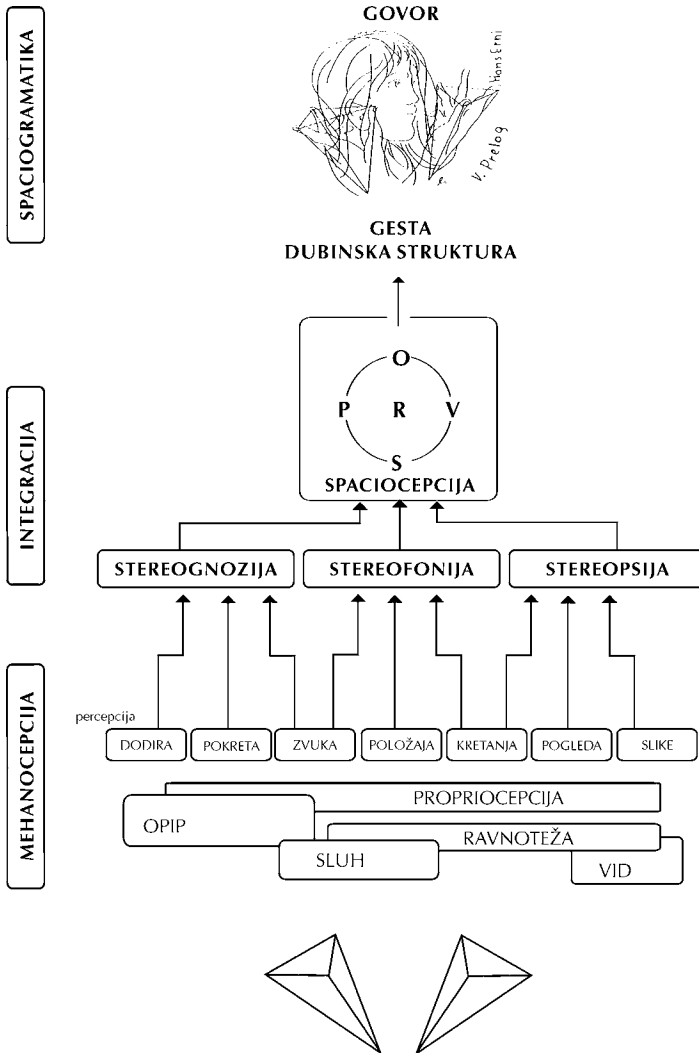 GOVOR
Hans Erni
V. Prelog
GESTA
DUBINSKA STRUKTURA
O
P R V
S
SPACIOCEPCIJA
STEREOGNOZIJA STEREOFONIJA STEREOPSIJA
percepcija
DODIRA POKRETA ZVUKA POLOŽAJA KRETANJA POGLEDA SLIKE
PROPRIOCEPCIJA
OPIP
RAVNOTEŽA
SLUH
VID
SPACIOGRAMATIKA
INTEGRACIJA
MEHANOCEPCIJA